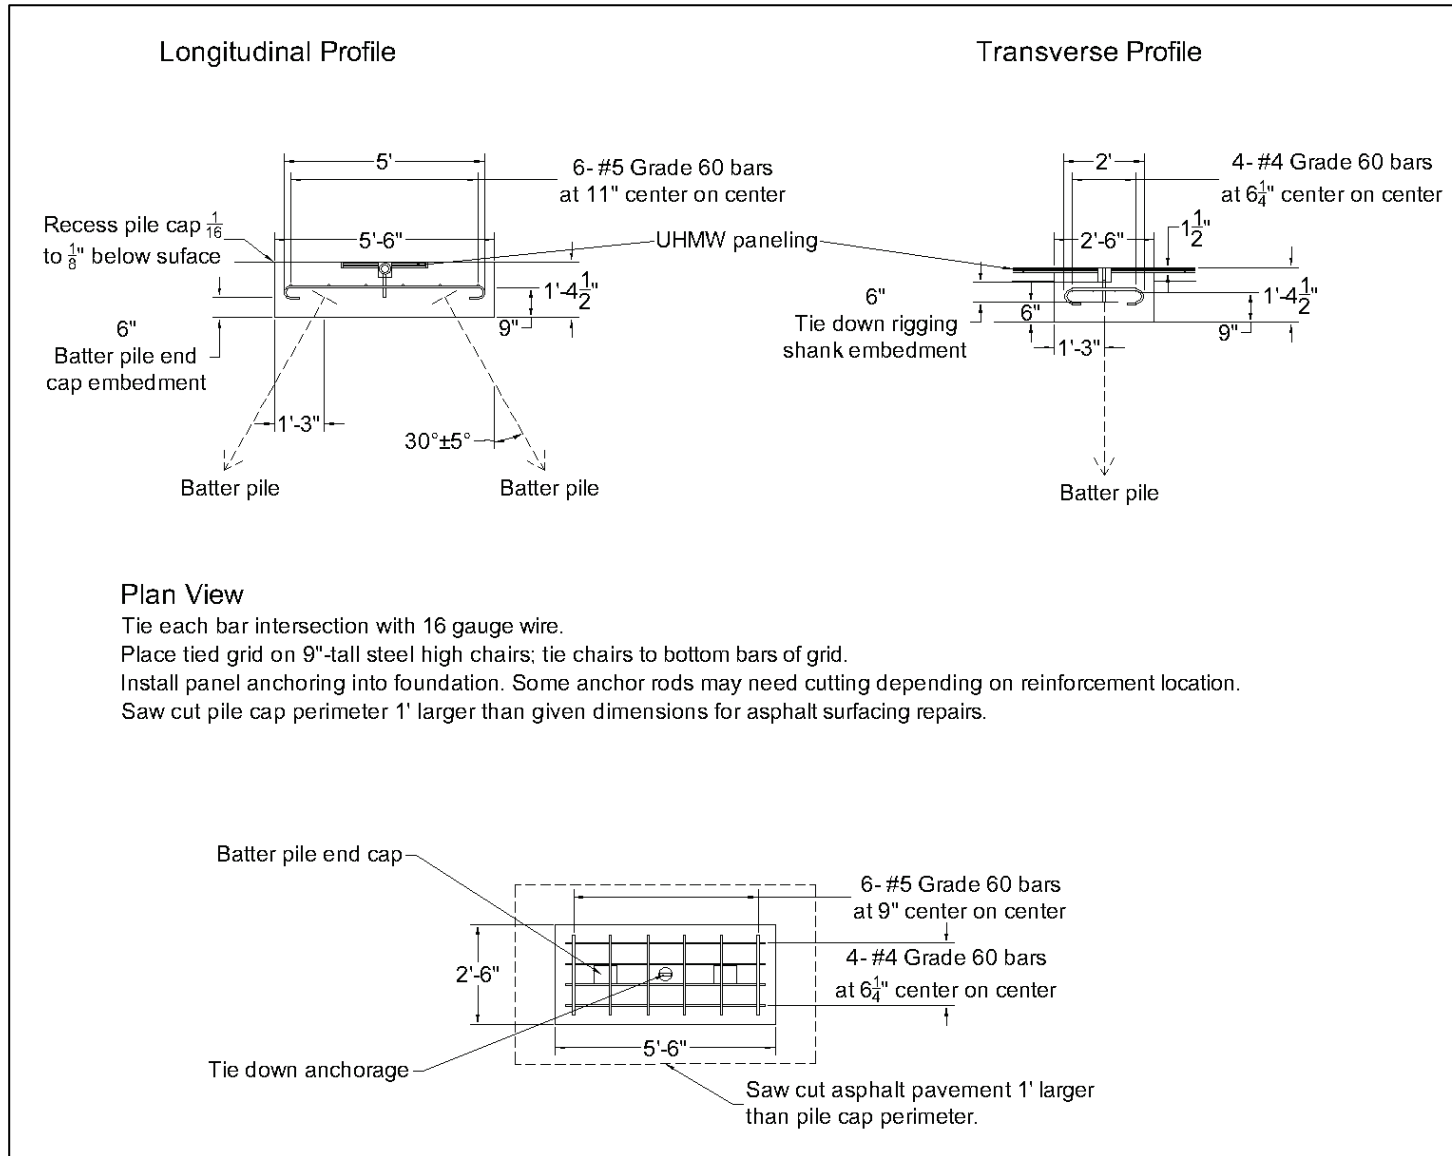 Longitudinal Profile
Transverse Profile
5'
6- #5 Grade 60 bars
at 11" center on center
Recess pile cap 1/16
to 1/8" below suface
5'-6"
UHMW paneling
1'-4 1/2"
9"
6"
Batter pile end
cap embedment
1'-3"
30°±5°
Batter pile
Batter pile
2'
4- #4 Grade 60 bars
at 6 1/4" center on center
1 1/2"
2'-6"
6"
Tie down rigging
shank embedment
6"
1'-4 1/2"
9"
1'-3"
Batter pile
Plan View
Tie each bar intersection with 16 gauge wire.
Place tied grid on 9"-tall steel high chairs; tie chairs to bottom bars of grid.
Install panel anchoring into foundation. Some anchor rods may need cutting depending on reinforcement location.
Saw cut pile cap perimeter 1' larger than given dimensions for asphalt surfacing repairs.
Batter pile end cap
6- #5 Grade 60 bars
at 9" center on center
4- #4 Grade 60 bars
at 6 1/4" center on center
2'-6"
5'-6"
Tie down anchorage
Saw cut asphalt pavement 1' larger
than pile cap perimeter.